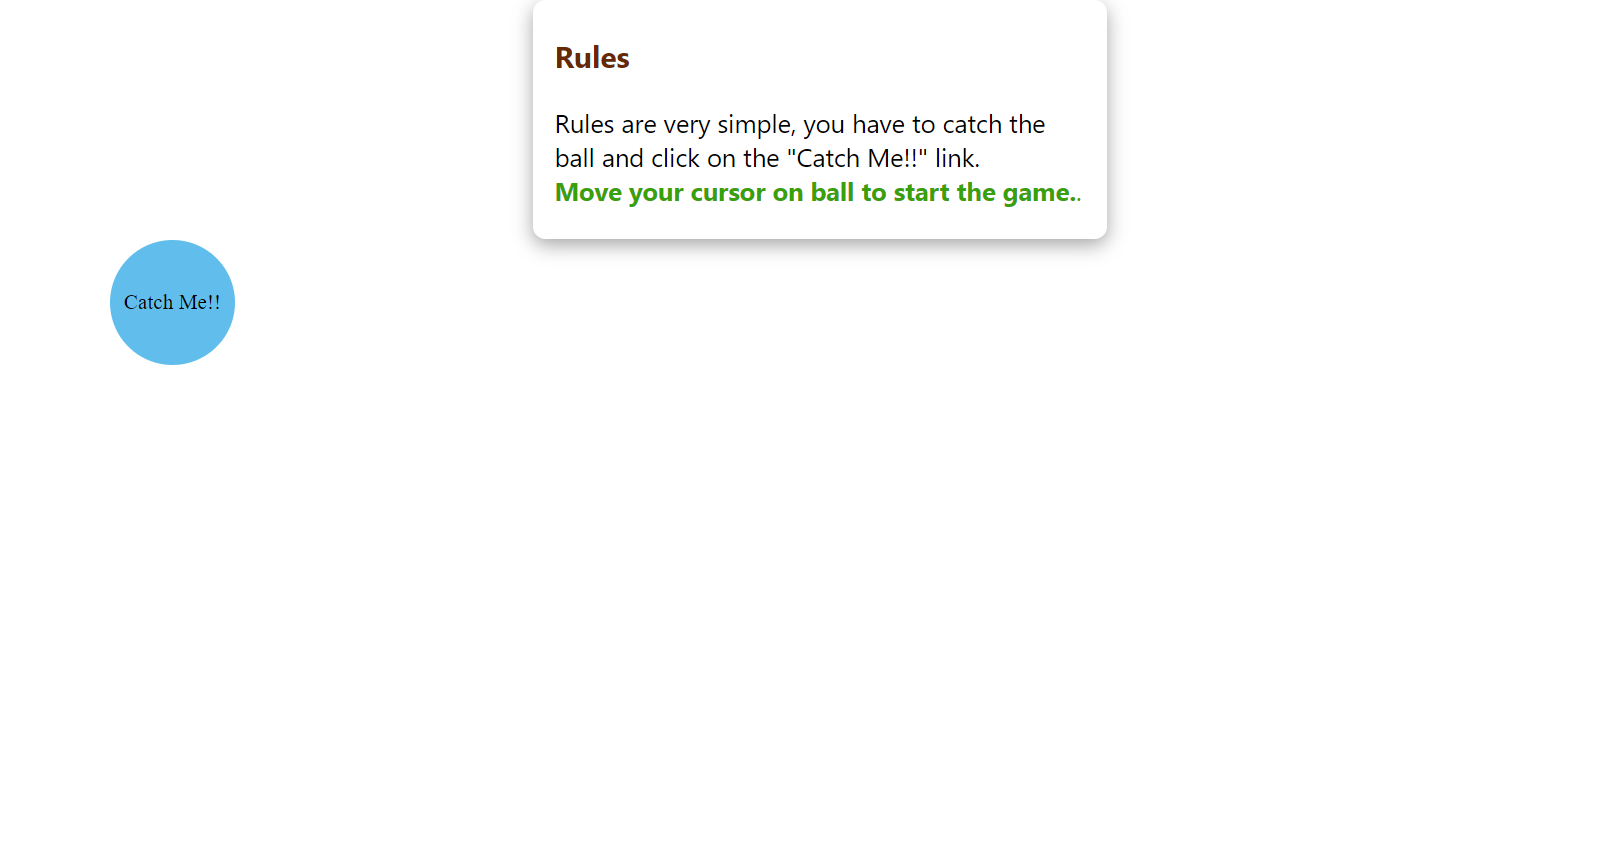 Rules
Rules are very simple, you have to catch the
ball and click on the "Catch Me!!" link.
Move your cursor on ball to start the game..
Catch Me!!